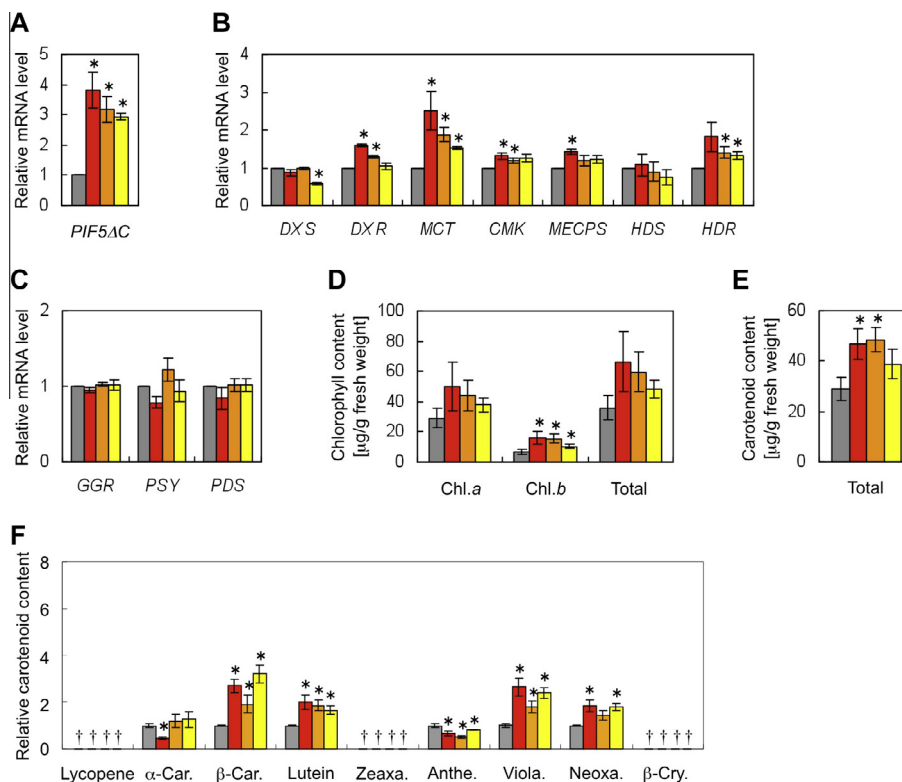 A
Relative mRNA level
5
4
3
2
1
0
* * *
PIF5ΔC
B
Relative mRNA level
4
3
2
1
0
* * * * * * * * * * * *
DXS DXR MCT CMK MECPS HDS HDR
C
Relative mRNA level
2
1
0
GGR PSY PDS
D
Chlorophyll content
[μg/g fresh weight]
100
80
60
40
20
0
* * *
Chl.a Chl.b Total
E
Carotenoid content
[μg/g fresh weight]
60
40
20
0
* *
Total
F
Relative carotenoid content
8
6
4
2
0
† † † † * * * * * * * † † † † * * * * * * * * † † † †
Lycopene α-Car. β-Car. Lutein Zeaxa. Anthe. Viola. Neoxa. β-Cry.